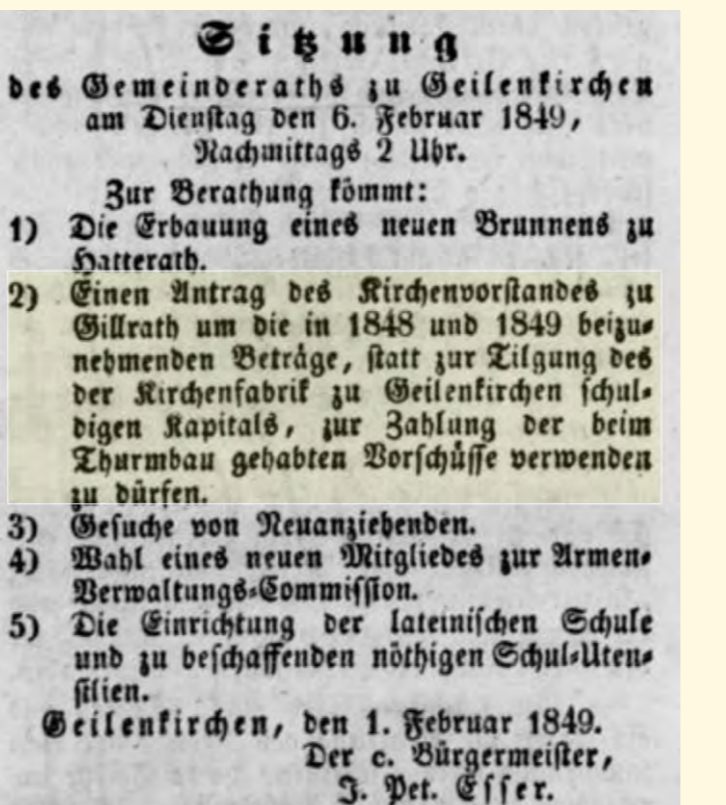 Sitzung
des Gemeinderaths zu Geilenkirchen
am Dienstag den 6. Februar 1849,
Nachmittags 2 Uhr.
Zur Berathung kömmt:
1) Die Erbauung eines neuen Brunnens zu
Hatterath.
2) Einen Antrag des Kirchenvorstandes zu
Gillrath um die in 1848 und 1849 beizu-
nehmenden Beträge, statt zur Tilgung des
der Kirchenfabrik zu Geilenkirchen schul-
digen Kapitals, zur Zahlung der beim
Thurmbau gehabten Vorschüsse verwenden
zu dürfen.
3) Gesuche von Neuanziehenden.
4) Wahl eines neuen Mitgliedes zur Armen-
Verwaltungs-Commission.
5) Die Einrichtung der lateinischen Schule
und zu beschaffenden nöthigen Schul-Uten-
silien.
Geilenkirchen, den 1. Februar 1849.
Der c. Bürgermeister,
J. Pet. Esser.